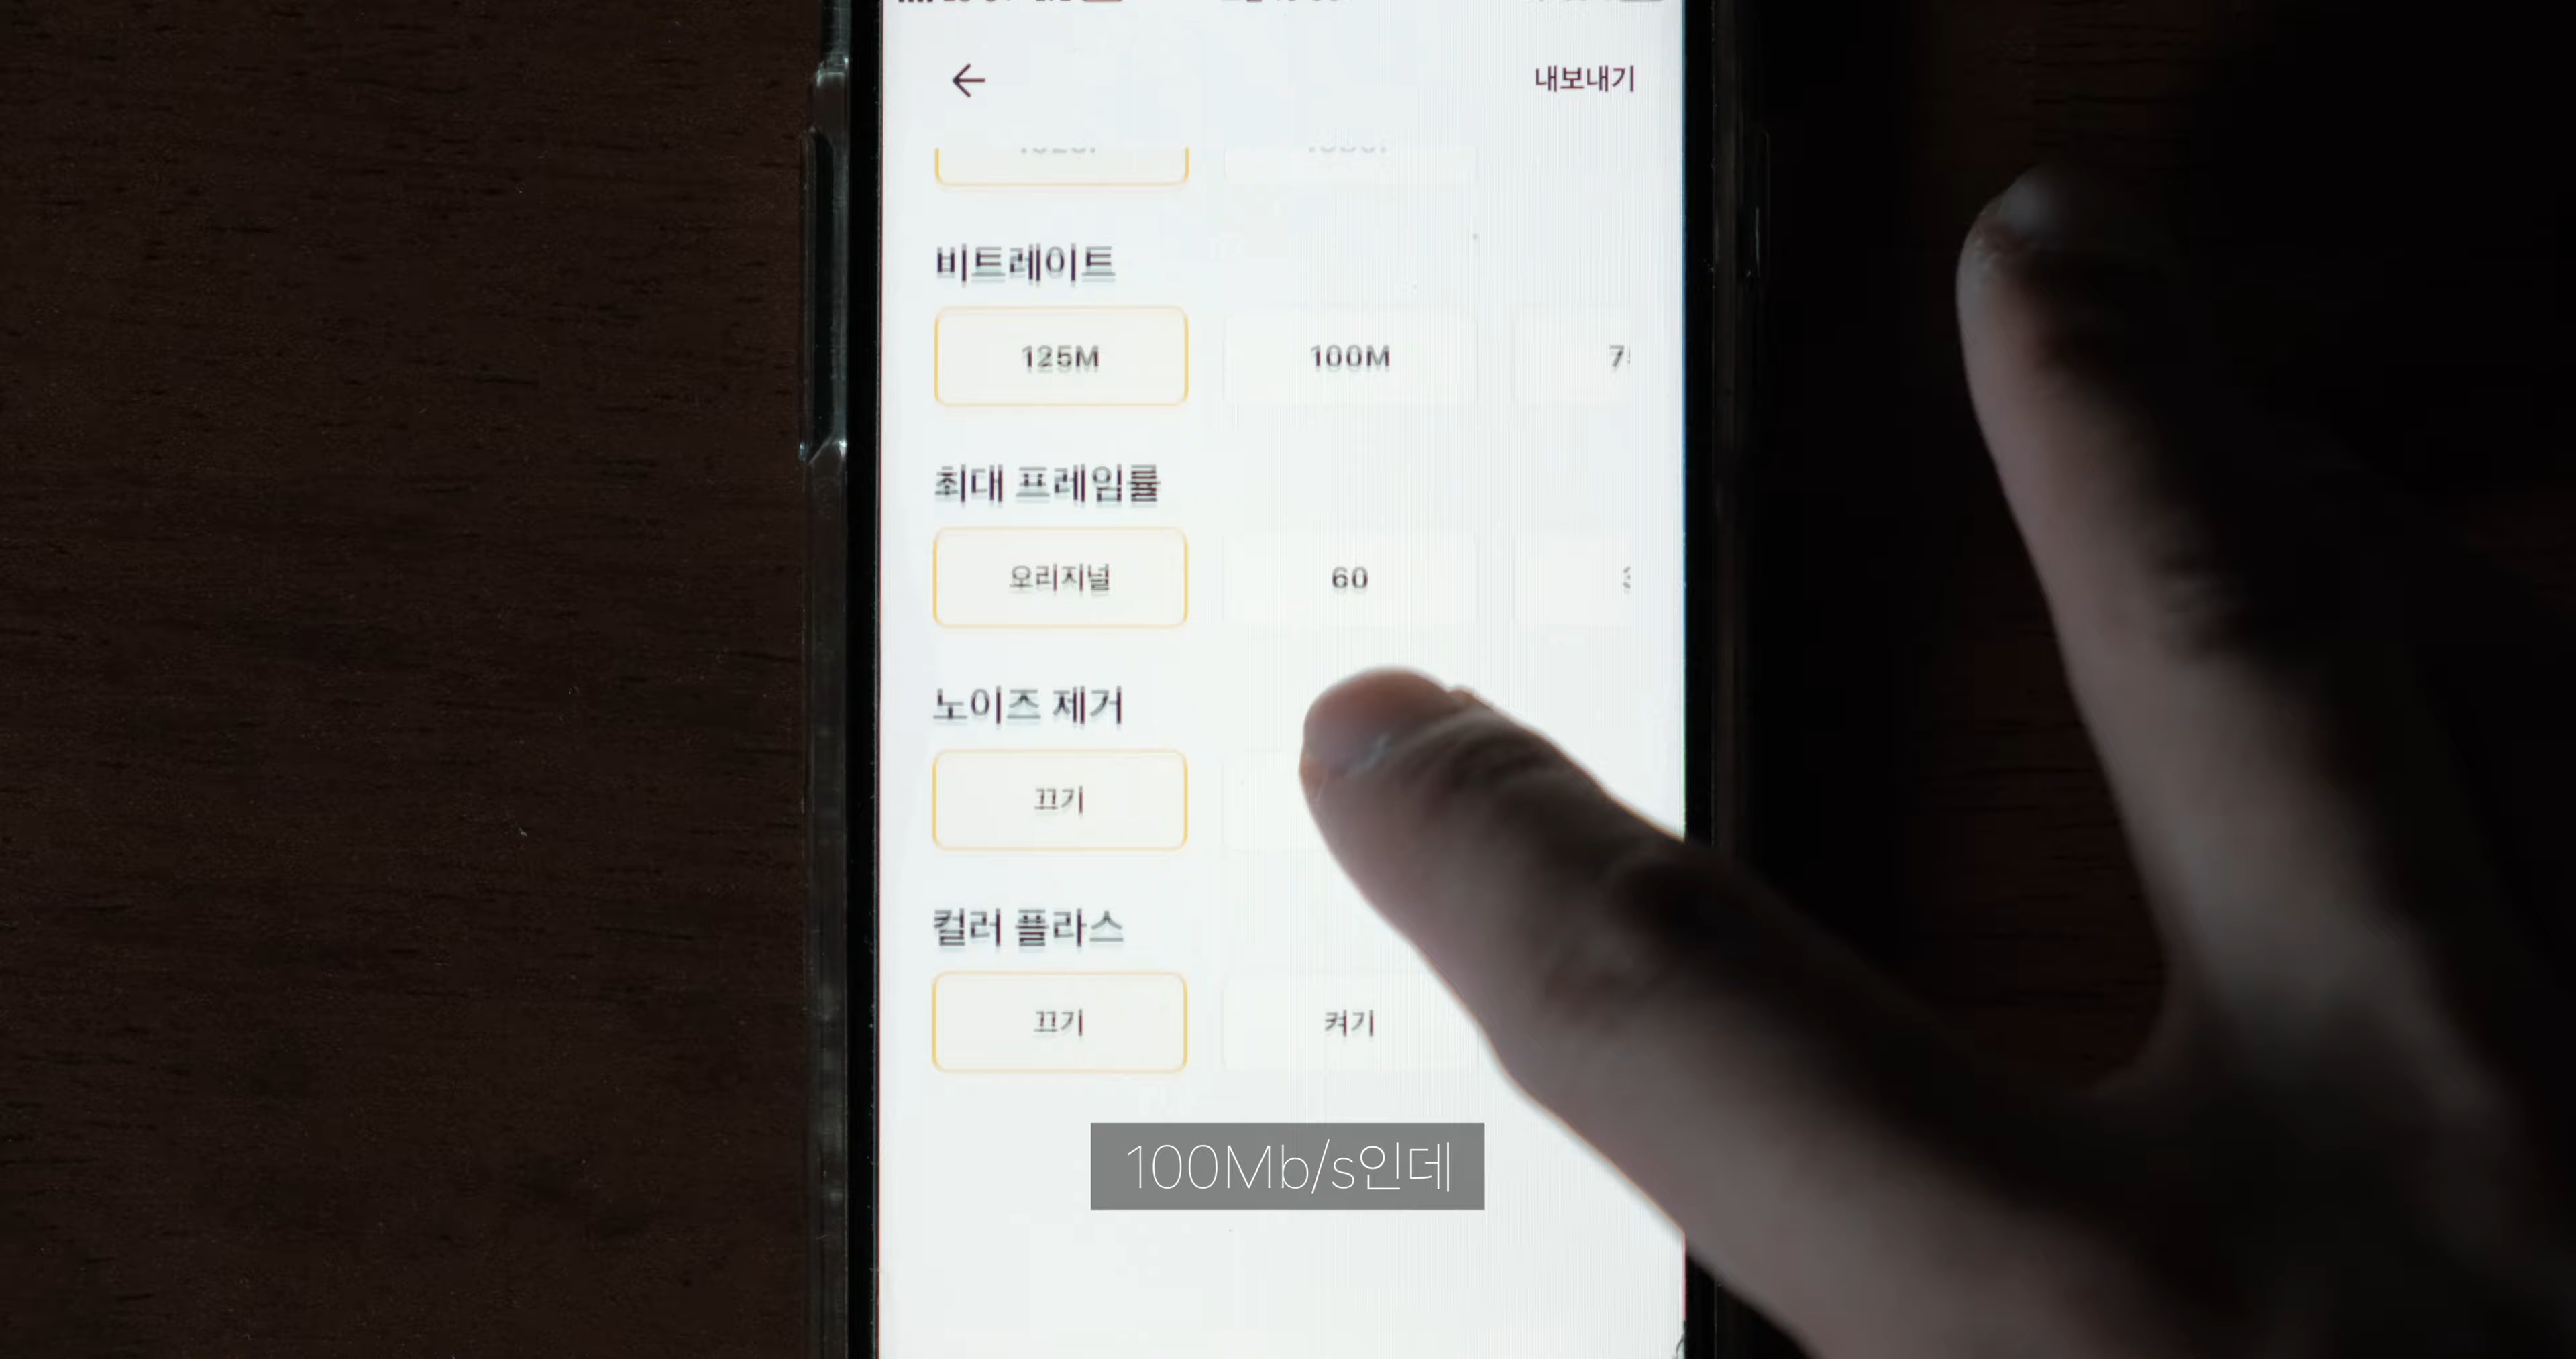 내보내기
비트레이트
125M 100M
최대 프레임률
오리지널 60
노이즈 제거
끄기
컬러 플라스
끄기 켜기
100Mb/s인데